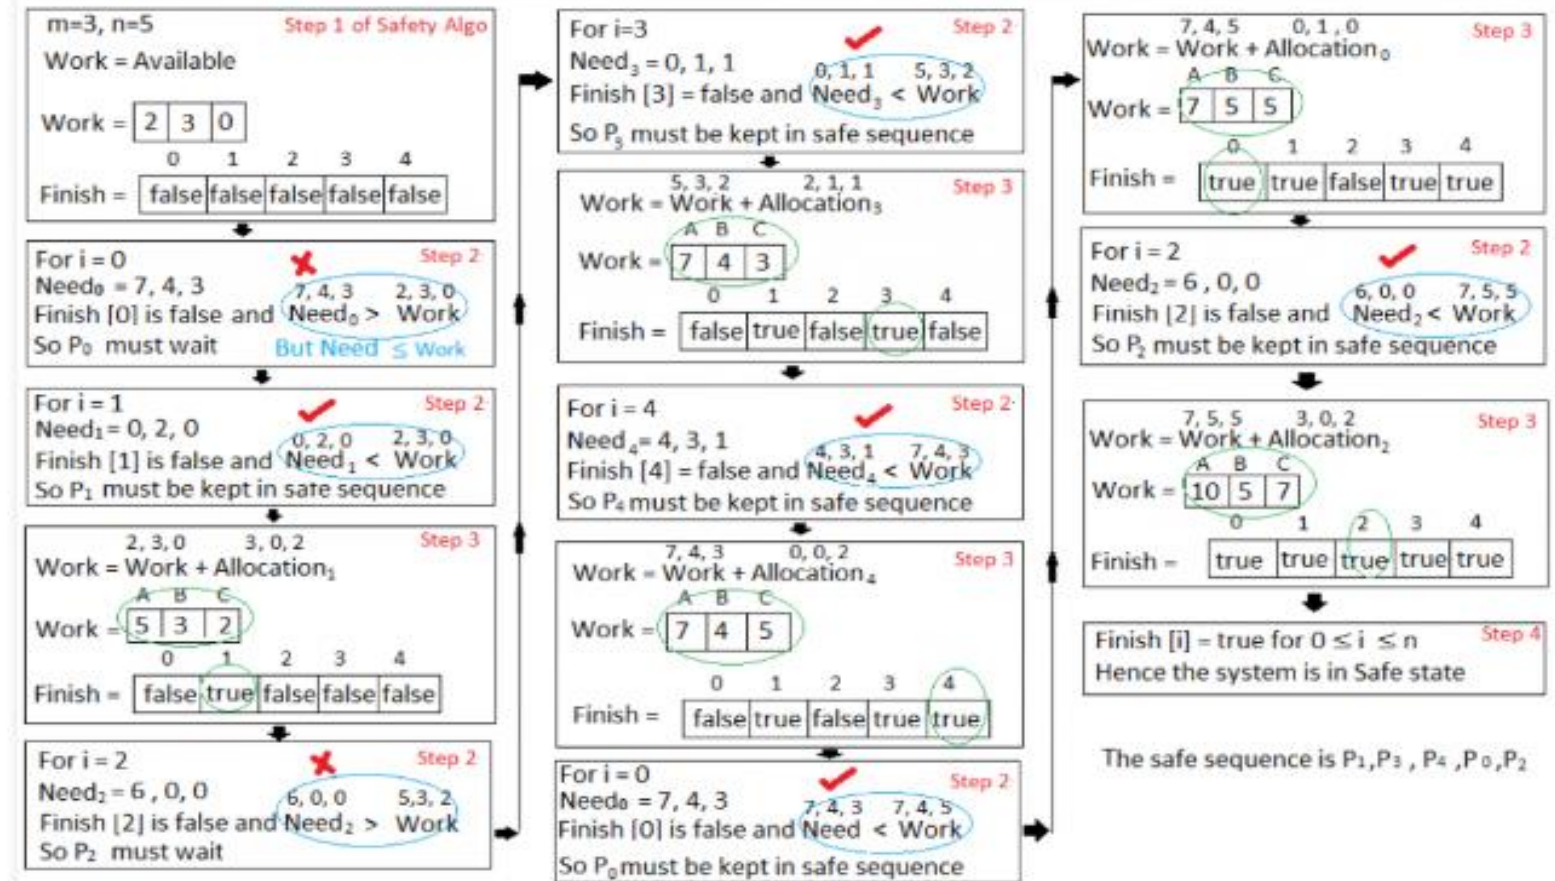 m=3, n=5 Step 1 of Safety Algo
Work = Available
Work = 2 3 0
0 1 2 3 4
Finish = false false false false false
For i = 0 Step 2
Need₀ = 7, 4, 3 7, 4, 3 2, 3, 0
Finish [0] is false and Need₀ > Work
So P₀ must wait But Need ≤ Work
For i = 1 Step 2
Need₁ = 0, 2, 0 0, 2, 0 2, 3, 0
Finish [1] is false and Need₁ < Work
So P₁ must be kept in safe sequence
2, 3, 0 3, 0, 2 Step 3
Work = Work + Allocation₁
A B C
Work = 5 3 2
0 1 2 3 4
Finish = false true false false false
For i = 2 Step 2
Need₂ = 6 , 0, 0 6, 0, 0 5,3, 2
Finish [2] is false and Need₂ > Work
So P₂ must wait
For i=3 Step 2
Need₃ = 0, 1, 1 0, 1, 1 5, 3, 2
Finish [3] = false and Need₃ < Work
So P₅ must be kept in safe sequence
5, 3, 2 2, 1, 1 Step 3
Work = Work + Allocation₃
A B C
Work = 7 4 3
0 1 2 3 4
Finish = false true false true false
For i = 4 Step 2
Need₄= 4, 3, 1 4, 3, 1 7, 4, 3
Finish [4] = false and Need₄ < Work
So P₄ must be kept in safe sequence
7, 4, 3 0, 0, 2 Step 3
Work = Work + Allocation₄
A B C
Work = 7 4 5
0 1 2 3 4
Finish = false true false true true
For i = 0 Step 2
Need₀ = 7, 4, 3 7, 4, 3 7, 4, 5
Finish [0] is false and Need < Work
So P₀ must be kept in safe sequence
7, 4, 5 0, 1 , 0 Step 3
Work = Work + Allocation₀
A B C
Work = 7 5 5
0 1 2 3 4
Finish = true true false true true
For i = 2 Step 2
Need₂ = 6 , 0, 0 6, 0, 0 7, 5, 5
Finish [2] is false and Need₂ < Work
So P₂ must be kept in safe sequence
7, 5, 5 3, 0, 2 Step 3
Work = Work + Allocation₂
A B C
Work = 10 5 7
0 1 2 3 4
Finish = true true true true true
Finish [i] = true for 0 ≤ i ≤ n Step 4
Hence the system is in Safe state
The safe sequence is P₁,P₃ , P₄ ,P₀,P₂